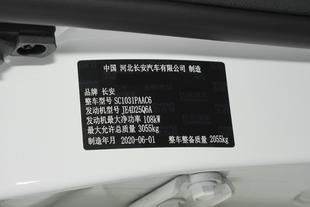 中国 河北长安汽车有限公司 制造
品牌 长安
整车型号 SC1031PAAC6
发动机型号 JE4D25Q6A
发动机最大净功率 108kW
最大允许总质量 3055kg
制造年月 2020-06-01 整车整备质量 2055kg